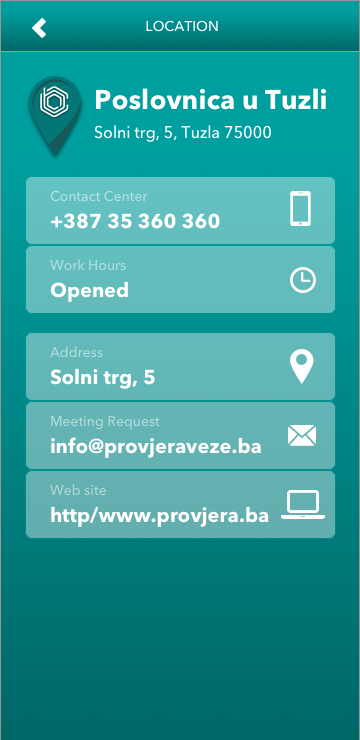 LOCATION
Poslovnica u Tuzli
Solni trg, 5, Tuzla 75000
Contact Center
+387 35 360 360
Work Hours
Opened
Address
Solni trg, 5
Meeting Request
info@provjeraveze.ba
Web site
http/www.provjera.ba